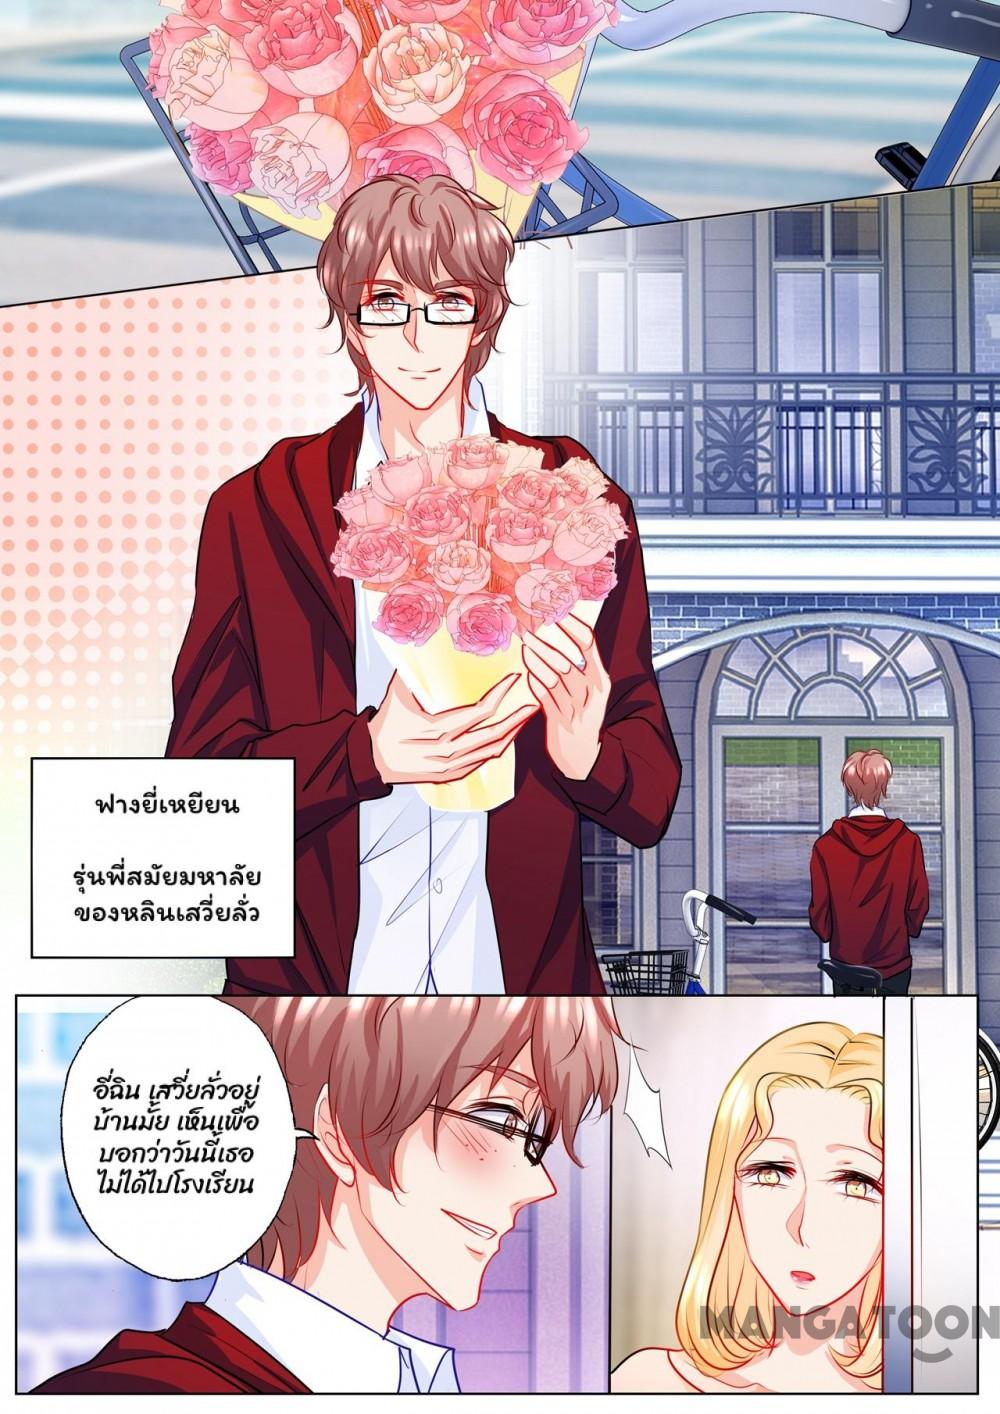 ฟางยี่เหยียน
รุ่นพี่สมัยมหาลัย
ของหลินเสวี่ยลั่ว
อี่ฉิน เสวี่ยลั่วอยู่
บ้านมั้ย เห็นเพื่อ
บอกว่าวันนี้เธอ
ไม่ได้ไปโรงเรียน
MANGATOON